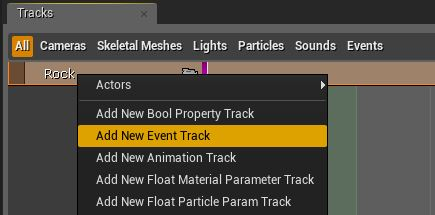 Tracks
All Cameras Skeletal Meshes Lights Particles Sounds Events
Rock
Actors
Add New Bool Property Track
Add New Event Track
Add New Animation Track
Add New Float Material Parameter Track
Add New Float Particle Param Track